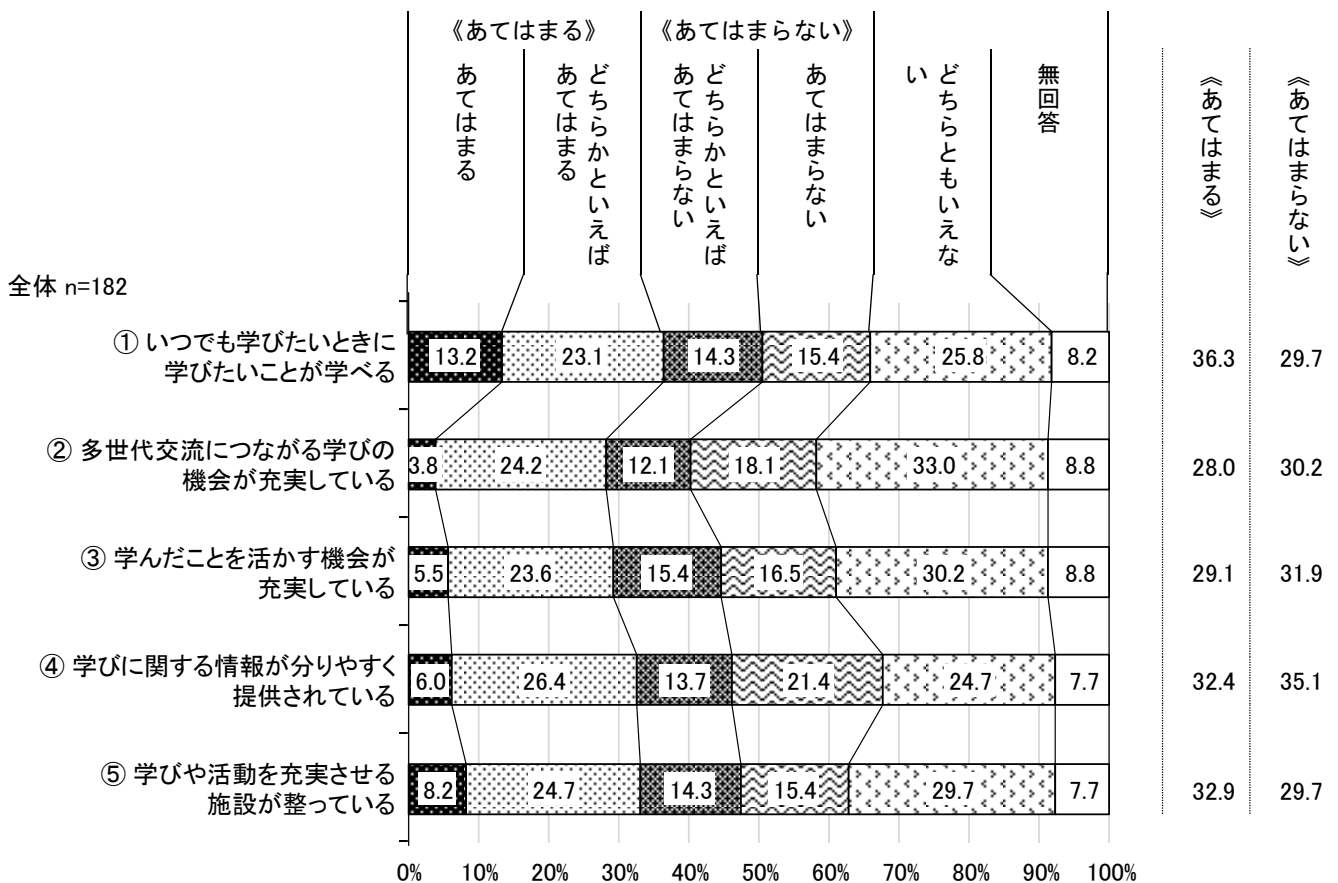 《あてはまる》
《あてはまらない》
あてはまる
どちらかといえば
あてはまる
どちらかといえば
あてはまらない
あてはまらない
どちらともいえな
い
無回答
《あてはまる》
《あてはまらない》
全体 n=182
① いつでも学びたいときに
学びたいことが学べる
13.2 23.1 14.3 15.4 25.8 8.2 36.3 29.7
② 多世代交流につながる学びの
機会が充実している
3.8 24.2 12.1 18.1 33.0 8.8 28.0 30.2
③ 学んだことを活かす機会が
充実している
5.5 23.6 15.4 16.5 30.2 8.8 29.1 31.9
④ 学びに関する情報が分りやすく
提供されている
6.0 26.4 13.7 21.4 24.7 7.7 32.4 35.1
⑤ 学びや活動を充実させる
施設が整っている
8.2 24.7 14.3 15.4 29.7 7.7 32.9 29.7
0% 10% 20% 30% 40% 50% 60% 70% 80% 90% 100%